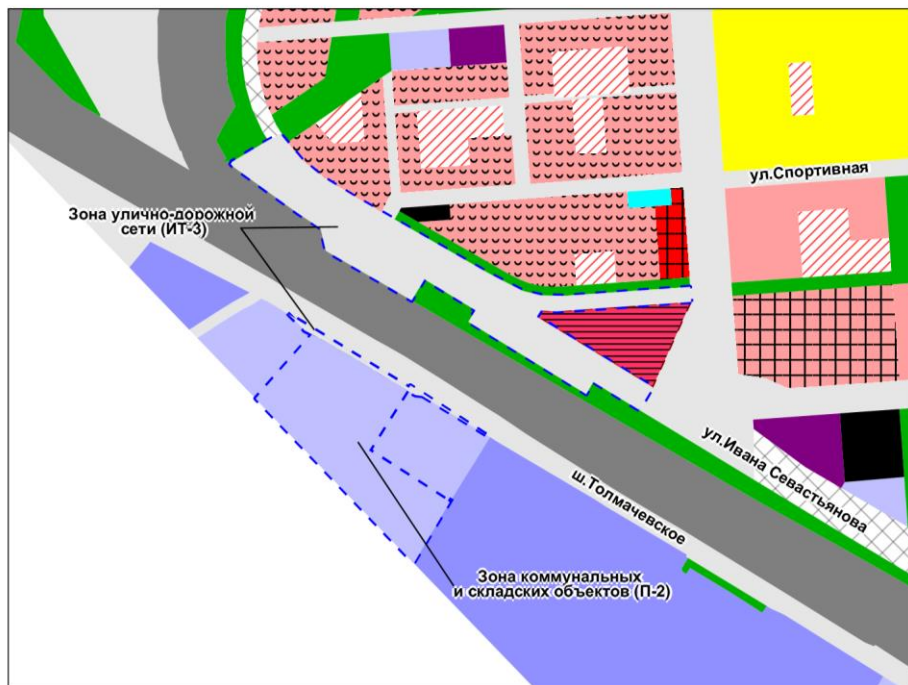 ул.Спортивная
Зона улично-дорожной
сети (ИТ-3)
ул.Ивана Севастьянова
ш.Толмачевское
Зона коммунальных
и складских объектов (П-2)